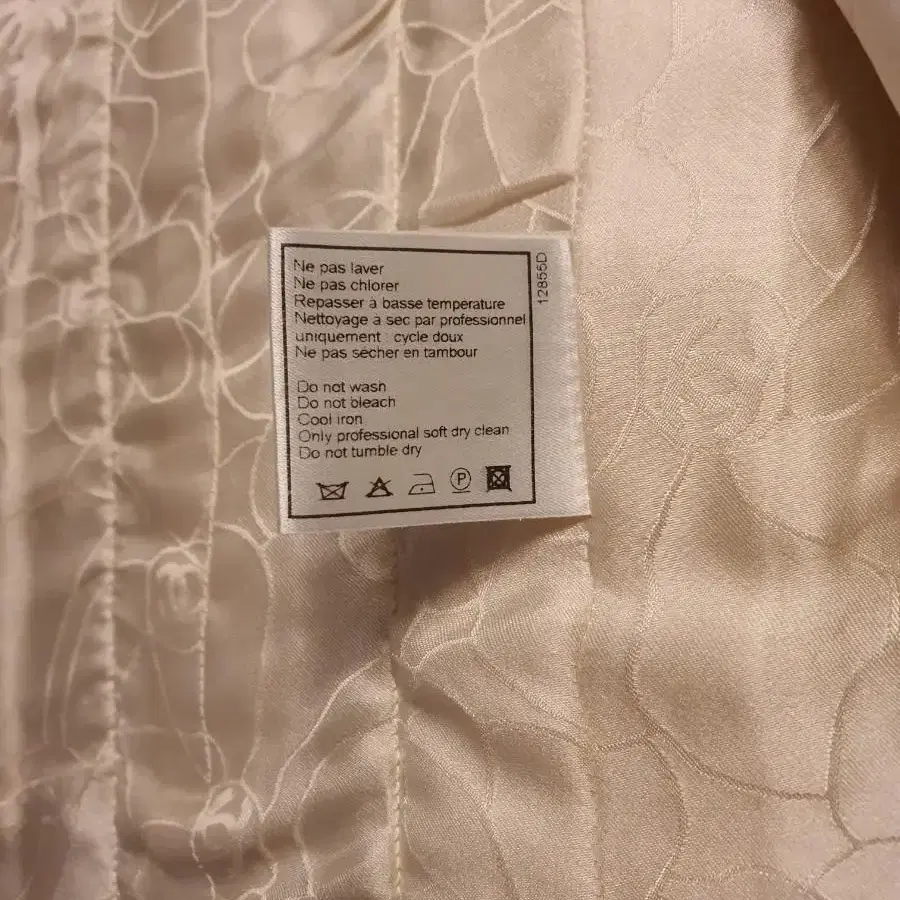 Ne pas laver
Ne pas chlorer
Repasser à basse temperature
Nettoyage à sec par professionnel
uniquement : cycle doux
Ne pas sècher en tambour
Do not wash
Do not bleach
Cool iron
Only professional soft dry clean
Do not tumble dry
P
12855D